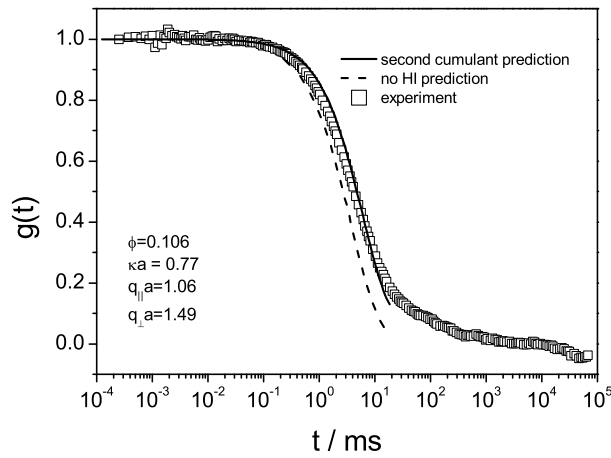 g(t)
1.0
0.8
0.6
0.4
0.2
0.0
second cumulant prediction
no HI prediction
experiment
ϕ=0.106
κa = 0.77
q||a=1.06
q⊥a=1.49
10⁻⁴ 10⁻³ 10⁻² 10⁻¹ 10⁰ 10¹ 10² 10³ 10⁴ 10⁵
t / ms